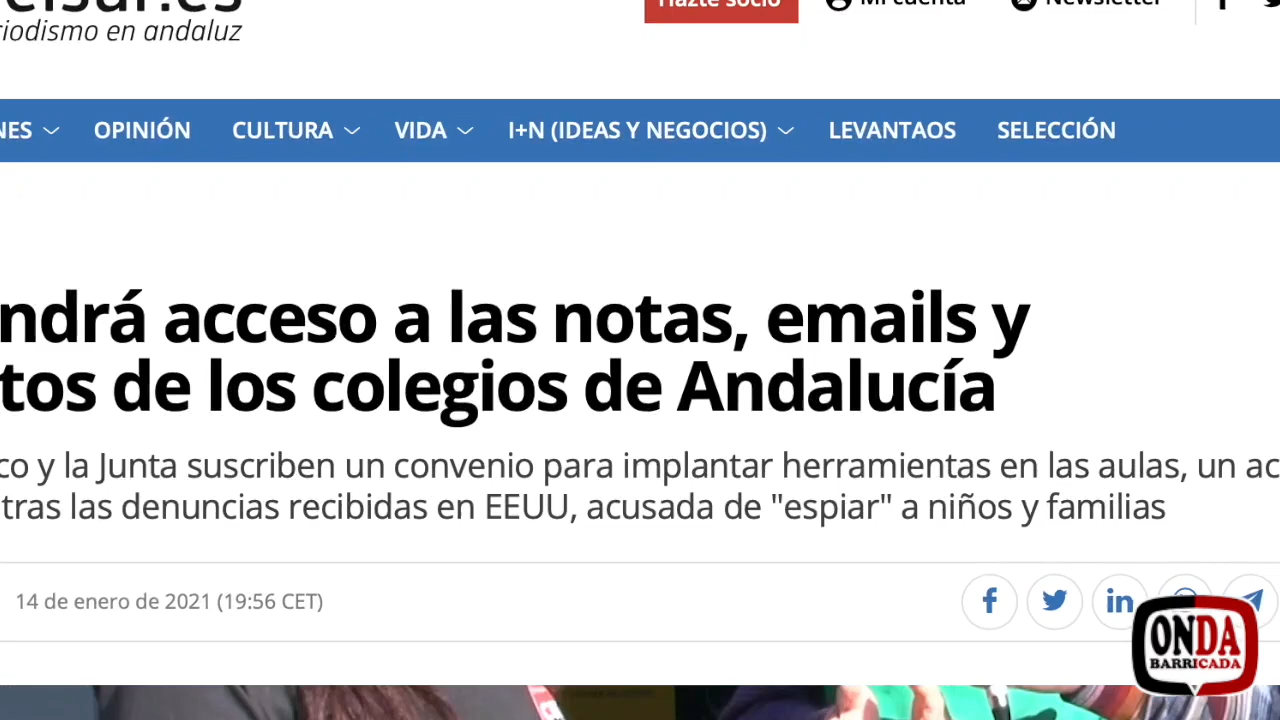 elsur.es
Hazte socio
Mi cuenta
Newsletter
riodismo en andaluz
NES
OPINIÓN
CULTURA
VIDA
I+N (IDEAS Y NEGOCIOS)
LEVANTAOS
SELECCIÓN
ndrá acceso a las notas, emails y
tos de los colegios de Andalucía
co y la Junta suscriben un convenio para implantar herramientas en las aulas, un ac
tras las denuncias recibidas en EEUU, acusada de "espiar" a niños y familias
14 de enero de 2021 (19:56 CET)
ONDA
BARRICADA